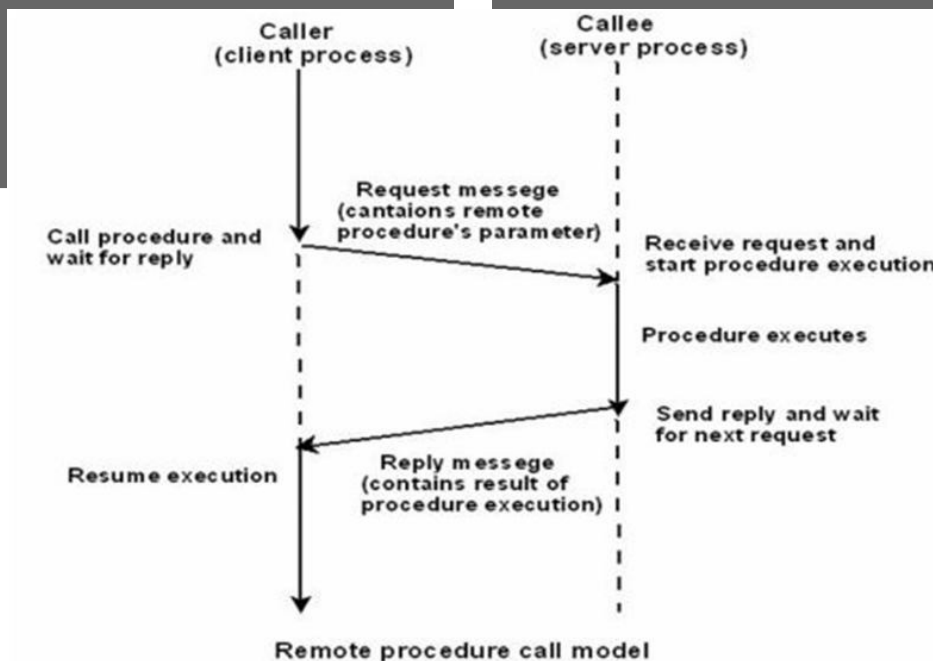 Caller
(client process)
Callee
(server process)
Request messege
(cantaions remote
procedure's parameter)
Call procedure and
wait for reply
Receive request and
start procedure execution
Procedure executes
Send reply and wait
for next request
Reply messege
(contains result of
procedure execution)
Resume execution
Remote procedure call model